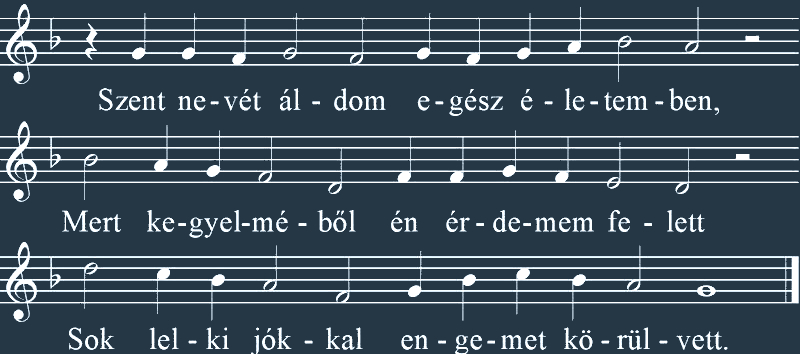 Szent ne - vét ál - dom e - gész é - le - tem - ben,
Mert ke - gyel - mé - ből én ér - de - mem fe - lett
Sok lel - ki jók - kal en - ge - met kö - rül - vett.